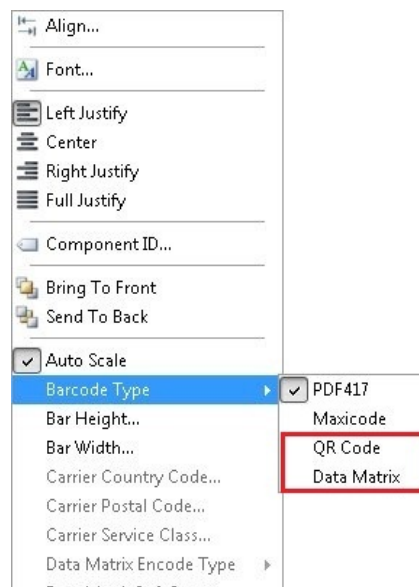 Align...
Font...
Left Justify
Center
Right Justify
Full Justify
Component ID...
Bring To Front
Send To Back
Auto Scale
Barcode Type
PDF417
Bar Height...
Maxicode
Bar Width...
QR Code
Carrier Country Code...
Data Matrix
Carrier Postal Code...
Carrier Service Class...
Data Matrix Encode Type